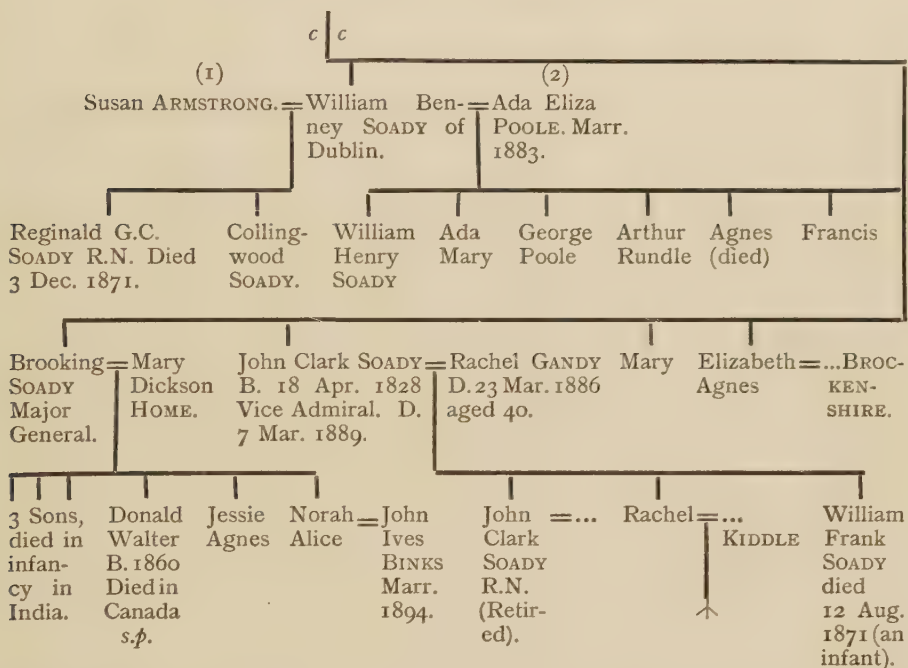 c c
(1) (2)
Susan ARMSTRONG. = William Ben- = Ada Eliza
ney SOADY of POOLE. Marr.
Dublin. 1883.
Reginald G.C. Colling- William Ada George Arthur Agnes Francis
SOADY R.N. Died wood Henry Mary Poole Rundle (died)
3 Dec. 1871. SOADY. SOADY
Brooking = Mary John Clark SOADY = Rachel GANDY Mary Elizabeth = ...BROC-
SOADY Dickson B. 18 Apr. 1828 D. 23 Mar. 1886 Agnes KEN-
Major HOME. Vice Admiral. D. aged 40. SHIRE.
General. 7 Mar. 1889.
3 Sons, Donald Jessie Norah = John John = ... Rachel = ... William
died in Walter Agnes Alice Ives Clark KIDDLE Frank
infan- B. 1860 BINKS SOADY SOADY
cy in Died in Marr. R.N. died
India. Canada 1894. (Retir- 12 Aug.
s.p. ed). 1871 (an
infant).